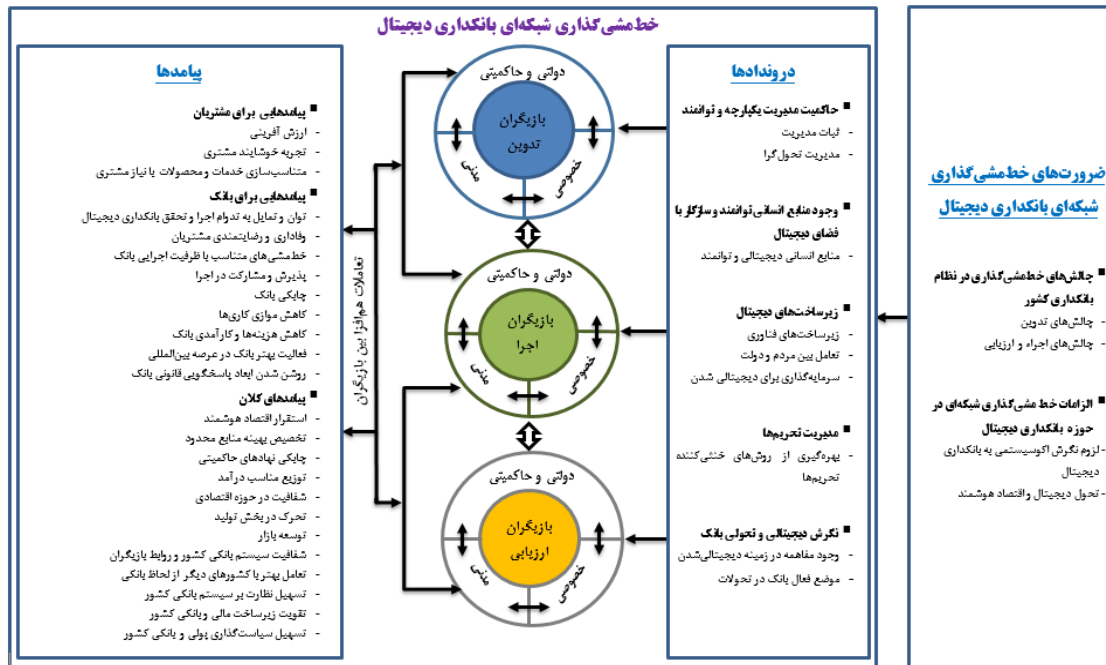 خط‌مشی‌گذاری شبکه‌ای بانکداری دیجیتال
ضرورت‌های خط‌مشی‌گذاری
شبکه‌ای بانکداری دیجیتال
چالش‌های خط‌مشی‌گذاری در نظام
بانکداری کشور
- چالش‌های تدوین
- چالش‌های اجراء و ارزیابی
الزامات خط مشی‌گذاری شبکه‌ای در
حوزه بانکداری دیجیتال
-لزوم نگرش اکوسیستمی به بانکداری
دیجیتال
- تحول دیجیتال و اقتصاد هوشمند
دروندادها
حاکمیت مدیریت یکپارچه و توانمند
- ثبات مدیریت
- مدیریت تحول‌گرا
وجود منابع انسانی توانمند و سازگار با
فضای دیجیتال
- منابع انسانی دیجیتالی و توانمند
زیرساخت‌های دیجیتال
- زیرساخت‌های فناوری
- تعامل بین مردم و دولت
- سرمایه‌گذاری برای دیجیتالی شدن
مدیریت تحریم‌ها
- بهره‌گیری از روش‌های خنثی‌کننده
تحریم‌ها
نگرش دیجیتالی و تحولی بانک
- وجود مفاهمه در زمینه دیجیتالی‌شدن
- موضع فعال بانک در تحولات
دولتی و حاکمیتی
بازیگران
تدوین
خصوصی
مدنی
دولتی و حاکمیتی
بازیگران
اجرا
خصوصی
مدنی
دولتی و حاکمیتی
بازیگران
ارزیابی
خصوصی
مدنی
تعاملات هم‌افزا بین بازیگران
پیامدها
پیامدهایی برای مشتریان
- ارزش آفرینی
- تجربه خوشایند مشتری
- متناسب‌سازی خدمات و محصولات با نیاز مشتری
پیامدهایی برای بانک
- توان و تمایل به تداوم اجرا و تحقق بانکداری دیجیتال
- وفاداری و رضایتمندی مشتریان
- خط‌مشی‌های متناسب با ظرفیت اجرایی بانک
- پذیرش و مشارکت در اجرا
- چابکی بانک
- کاهش موازی کاری‌ها
- کاهش هزینه‌ها و کارآمدی بانک
- فعالیت بهتر بانک در عرصه بین‌المللی
- روشن شدن ابعاد پاسخگویی قانونی بانک
پیامدهای کلان
- استقرار اقتصاد هوشمند
- تخصیص بهینه منابع محدود
- چابکی نهادهای حاکمیتی
- توزیع مناسب درآمد
- شفافیت در حوزه اقتصادی
- تحرک در بخش تولید
- توسعه بازار
- شفافیت سیستم بانکی کشور و روابط بازیگران
- تعامل بهتر با کشورهای دیگر از لحاظ بانکی
- تسهیل نظارت بر سیستم بانکی کشور
- تقویت زیرساخت مالی و بانکی کشور
- تسهیل سیاست‌گذاری پولی و بانکی کشور